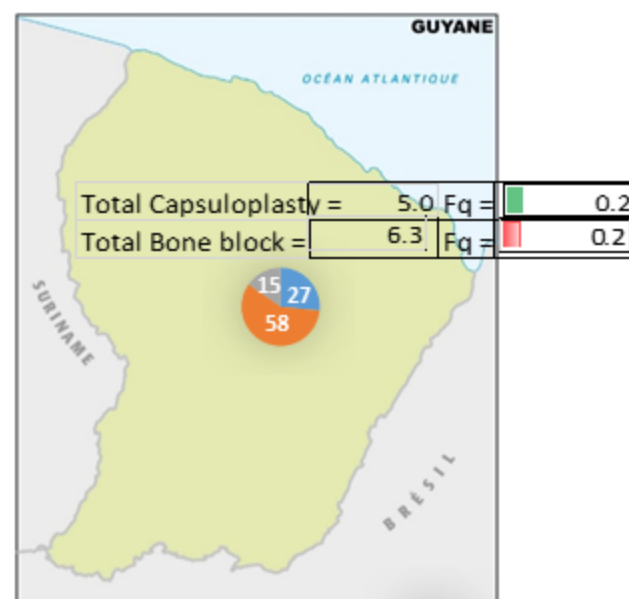 GUYANE
OCÉAN ATLANTIQUE
Total Capsuloplasty = 5.0 Fq = 0.2
Total Bone block = 6.3 Fq = 0.2
15 27
58
SURINAME
BRÉSIL